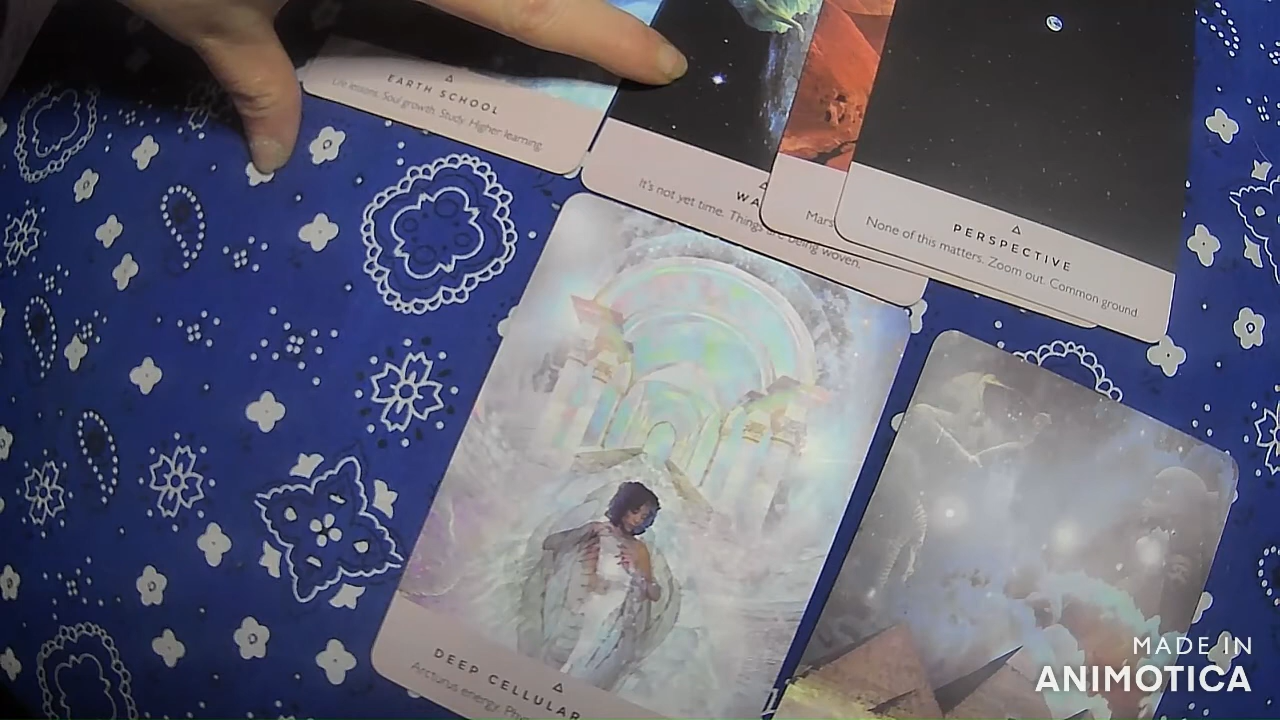 EARTH SCHOOL
Life lessons. Soul growth. Study. Higher learning.
WA
It's not yet time. Things are being woven.
Mars
PERSPECTIVE
None of this matters. Zoom out. Common ground.
DEEP CELLULAR
Arcturus energy.
MADE IN
ANIMOTICA